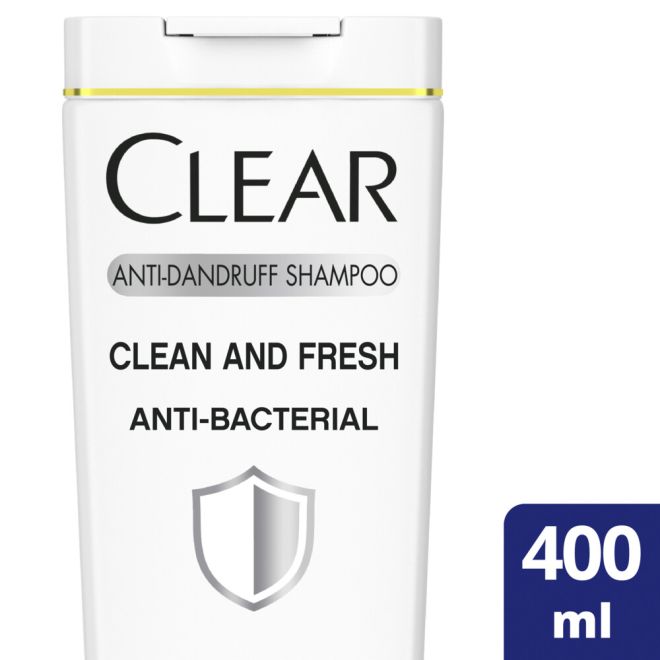 CLEAR
ANTI-DANDRUFF SHAMPOO
CLEAN AND FRESH
ANTI-BACTERIAL
400
ml